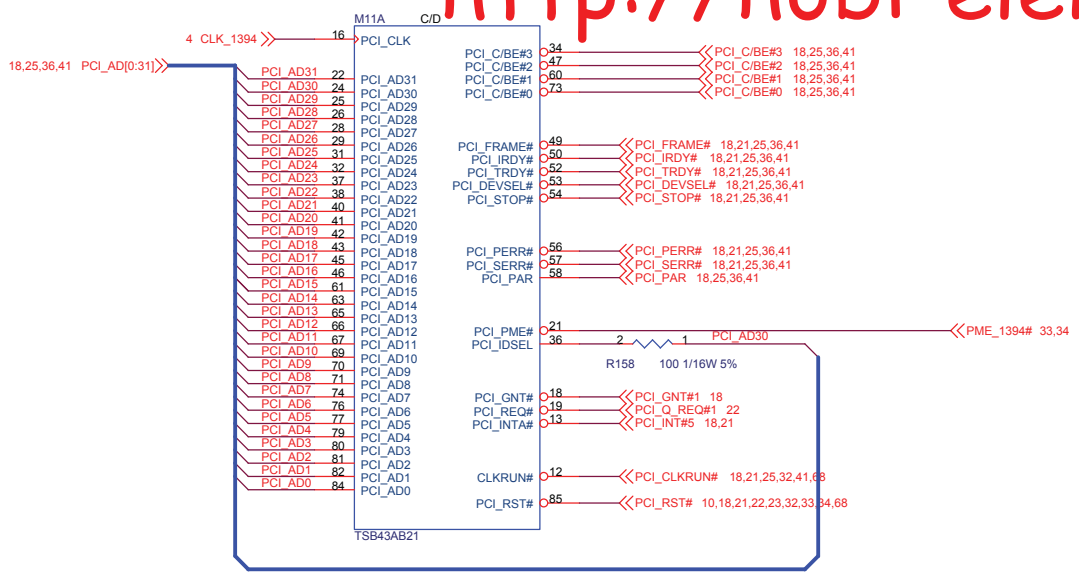 http://hobi-elek
M11A C/D
4 CLK_1394 16 PCI_CLK
18,25,36,41 PCI_AD[0:31]
PCI_AD31 22 PCI_AD31
PCI_AD30 24 PCI_AD30
PCI_AD29 25 PCI_AD29
PCI_AD28 26 PCI_AD28
PCI_AD27 28 PCI_AD27
PCI_AD26 29 PCI_AD26
PCI_AD25 31 PCI_AD25
PCI_AD24 32 PCI_AD24
PCI_AD23 37 PCI_AD23
PCI_AD22 38 PCI_AD22
PCI_AD21 40 PCI_AD21
PCI_AD20 41 PCI_AD20
PCI_AD19 42 PCI_AD19
PCI_AD18 43 PCI_AD18
PCI_AD17 45 PCI_AD17
PCI_AD16 46 PCI_AD16
PCI_AD15 61 PCI_AD15
PCI_AD14 63 PCI_AD14
PCI_AD13 65 PCI_AD13
PCI_AD12 66 PCI_AD12
PCI_AD11 67 PCI_AD11
PCI_AD10 69 PCI_AD10
PCI_AD9 70 PCI_AD9
PCI_AD8 71 PCI_AD8
PCI_AD7 74 PCI_AD7
PCI_AD6 76 PCI_AD6
PCI_AD5 77 PCI_AD5
PCI_AD4 79 PCI_AD4
PCI_AD3 80 PCI_AD3
PCI_AD2 81 PCI_AD2
PCI_AD1 82 PCI_AD1
PCI_AD0 84 PCI_AD0
PCI_C/BE#3 34 PCI_C/BE#3 18,25,36,41
PCI_C/BE#2 47 PCI_C/BE#2 18,25,36,41
PCI_C/BE#1 60 PCI_C/BE#1 18,25,36,41
PCI_C/BE#0 73 PCI_C/BE#0 18,25,36,41
PCI_FRAME# 49 PCI_FRAME# 18,21,25,36,41
PCI_IRDY# 50 PCI_IRDY# 18,21,25,36,41
PCI_TRDY# 52 PCI_TRDY# 18,21,25,36,41
PCI_DEVSEL# 53 PCI_DEVSEL# 18,21,25,36,41
PCI_STOP# 54 PCI_STOP# 18,21,25,36,41
PCI_PERR# 56 PCI_PERR# 18,21,25,36,41
PCI_SERR# 57 PCI_SERR# 18,21,25,36,41
PCI_PAR 58 PCI_PAR 18,25,36,41
PCI_PME# 21 PME_1394# 33,34
PCI_IDSEL 36 2 1 PCI_AD30
R158 100 1/16W 5%
PCI_GNT# 18 PCI_GNT#1 18
PCI_REQ# 19 PCI_Q_REQ#1 22
PCI_INTA# 13 PCI_INT#5 18,21
CLKRUN# 12 PCI_CLKRUN# 18,21,25,32,41,68
PCI_RST# 85 PCI_RST# 10,18,21,22,23,32,33,34,68
TSB43AB21